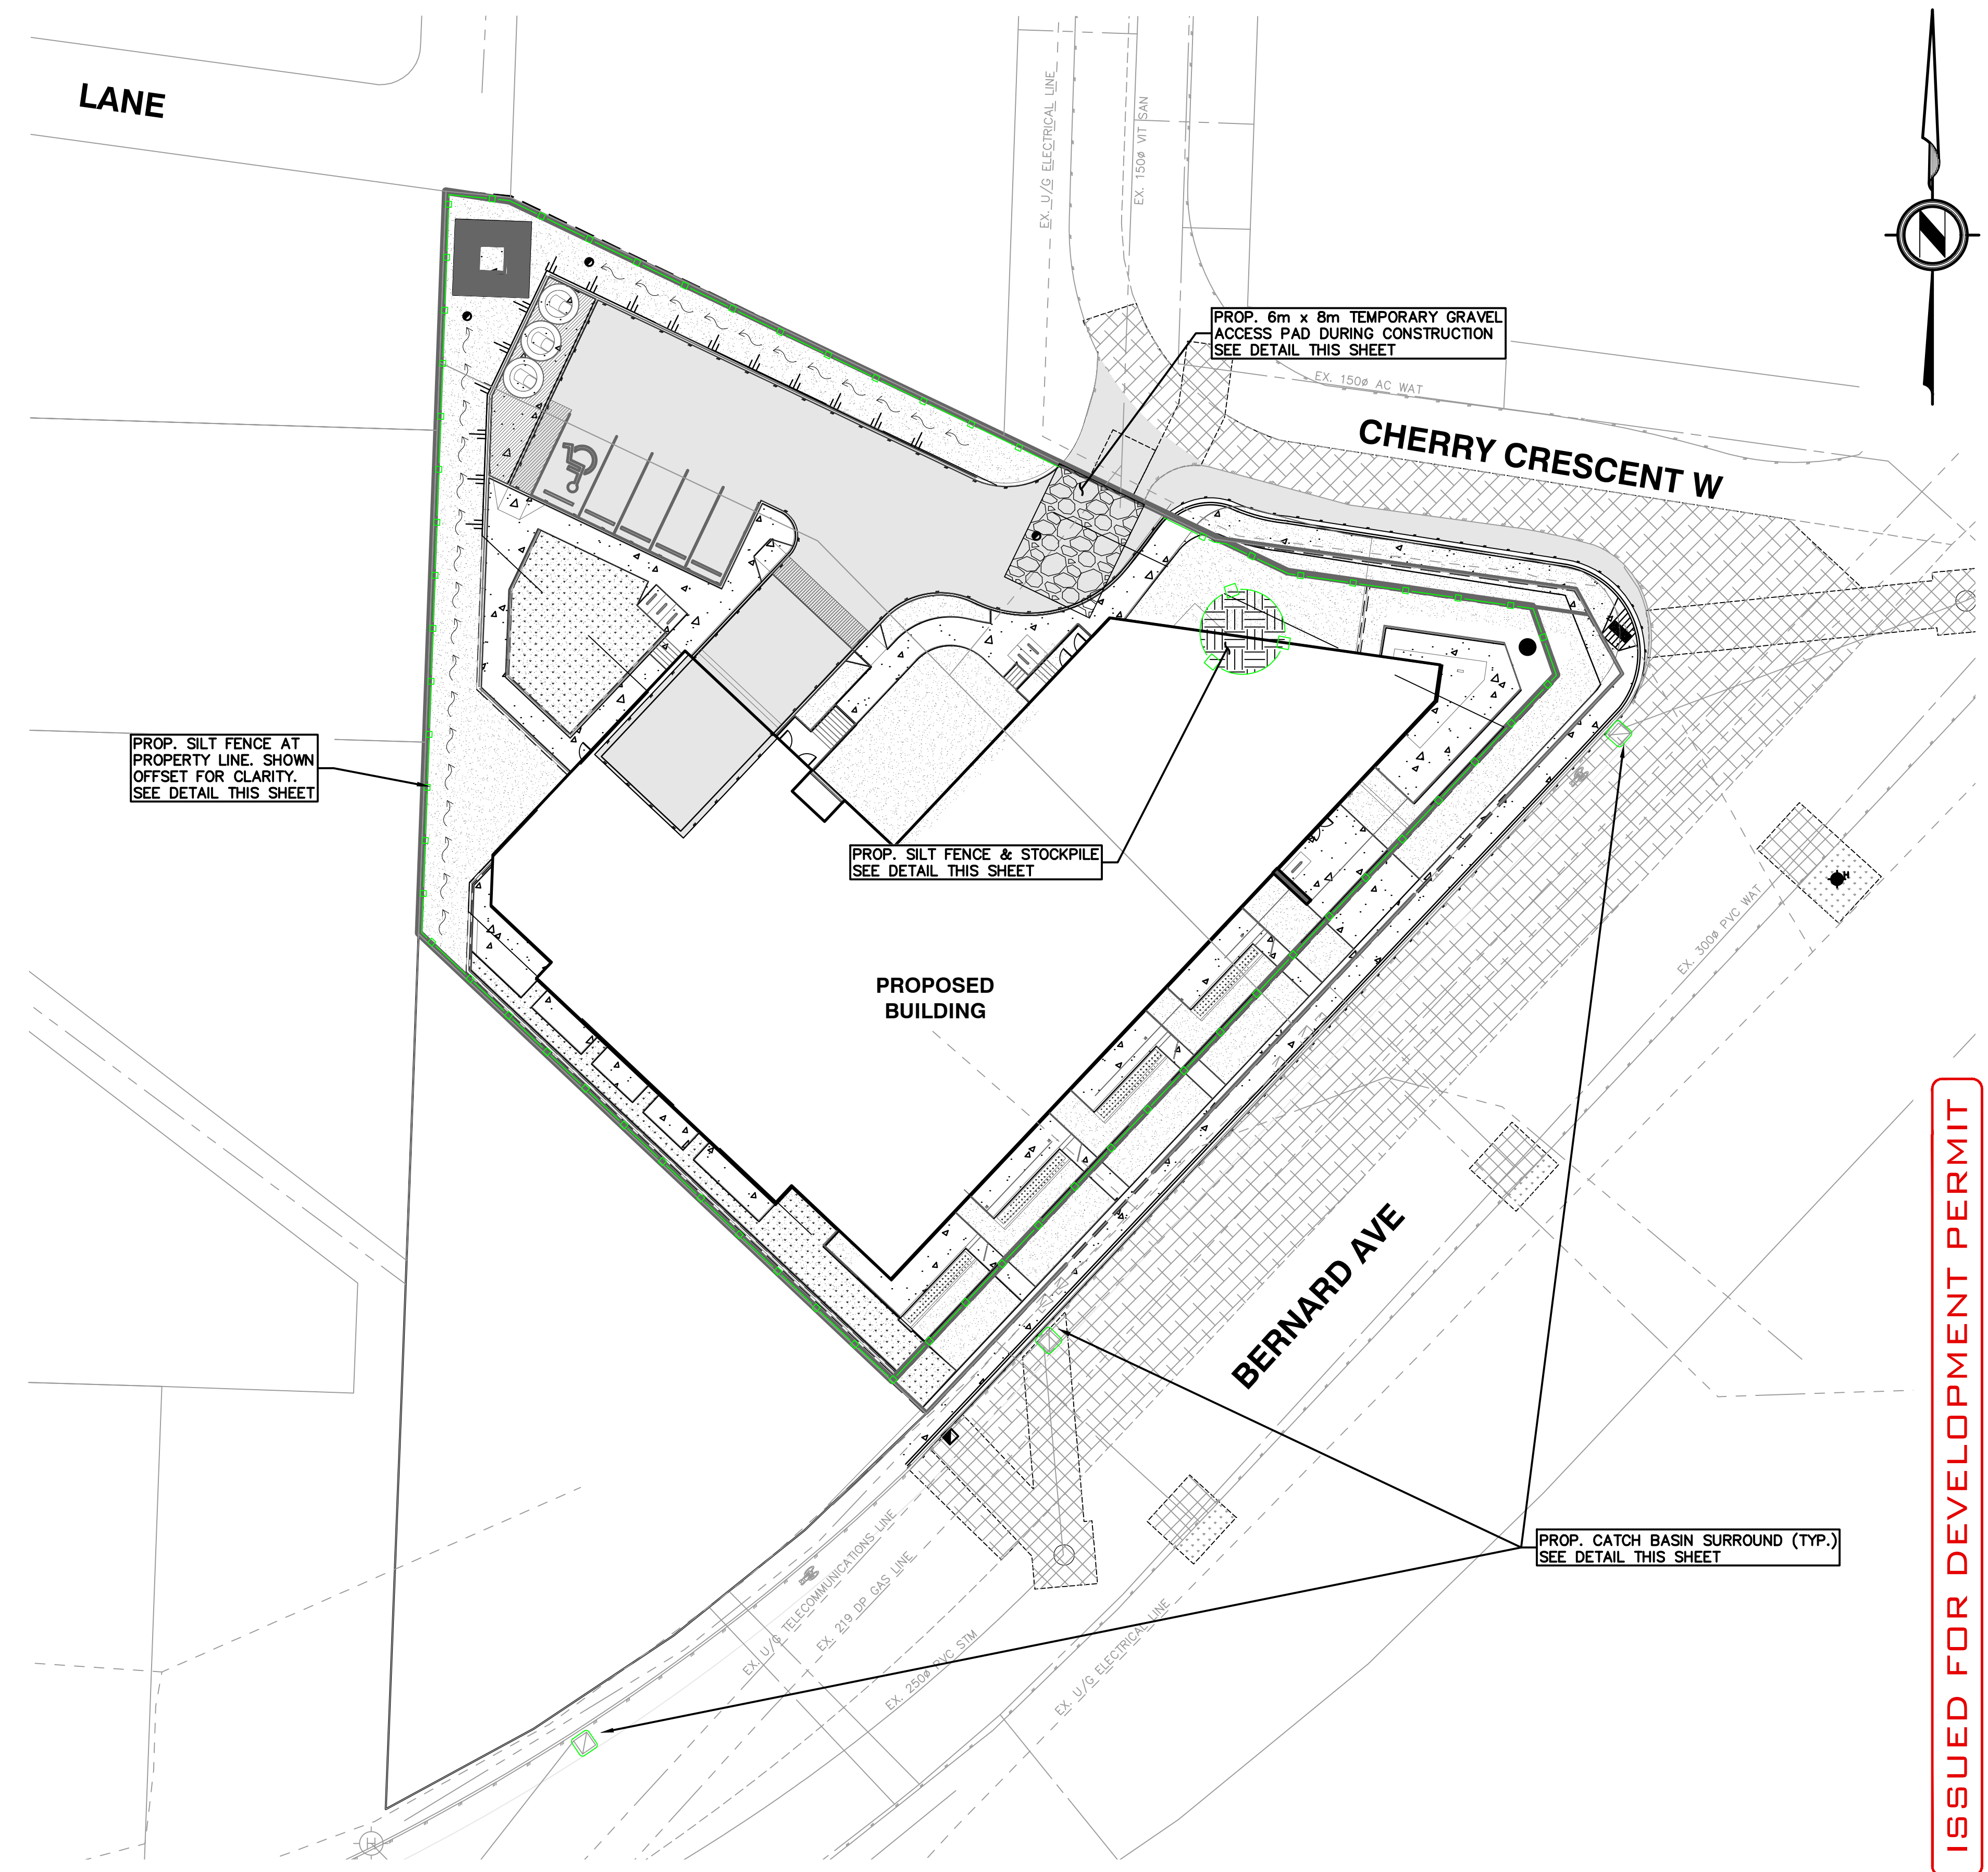 LANE
EX. U/G ELECTRICAL LINE
EX. 150ø VIT SAN
PROP. 6m x 8m TEMPORARY GRAVEL
ACCESS PAD DURING CONSTRUCTION
SEE DETAIL THIS SHEET
EX. 150ø AC WAT
CHERRY CRESCENT W
PROP. SILT FENCE AT
PROPERTY LINE. SHOWN
OFFSET FOR CLARITY.
SEE DETAIL THIS SHEET
PROP. SILT FENCE & STOCKPILE
SEE DETAIL THIS SHEET
H
EX. 300ø PVC WAT
PROPOSED
BUILDING
BERNARD AVE
PROP. CATCH BASIN SURROUND (TYP.)
SEE DETAIL THIS SHEET
EX. U/G TELECOMMUNICATIONS LINE
EX. 219 DP GAS LINE
EX. 250ø PVC STM
EX. U/G ELECTRICAL LINE
H
ISSUED FOR DEVELOPMENT PERMIT